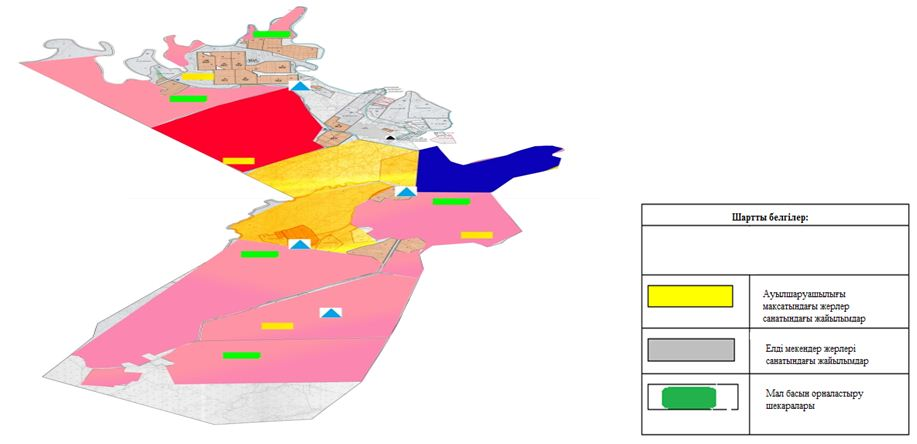 Шартты белгілер:
Ауылшаруашылығы
мақсатындағы жерлер
санатындағы жайылымдар
Елді мекендер жерлері
санатындағы жайылымдар
Мал басын орналастыру
шекаралары